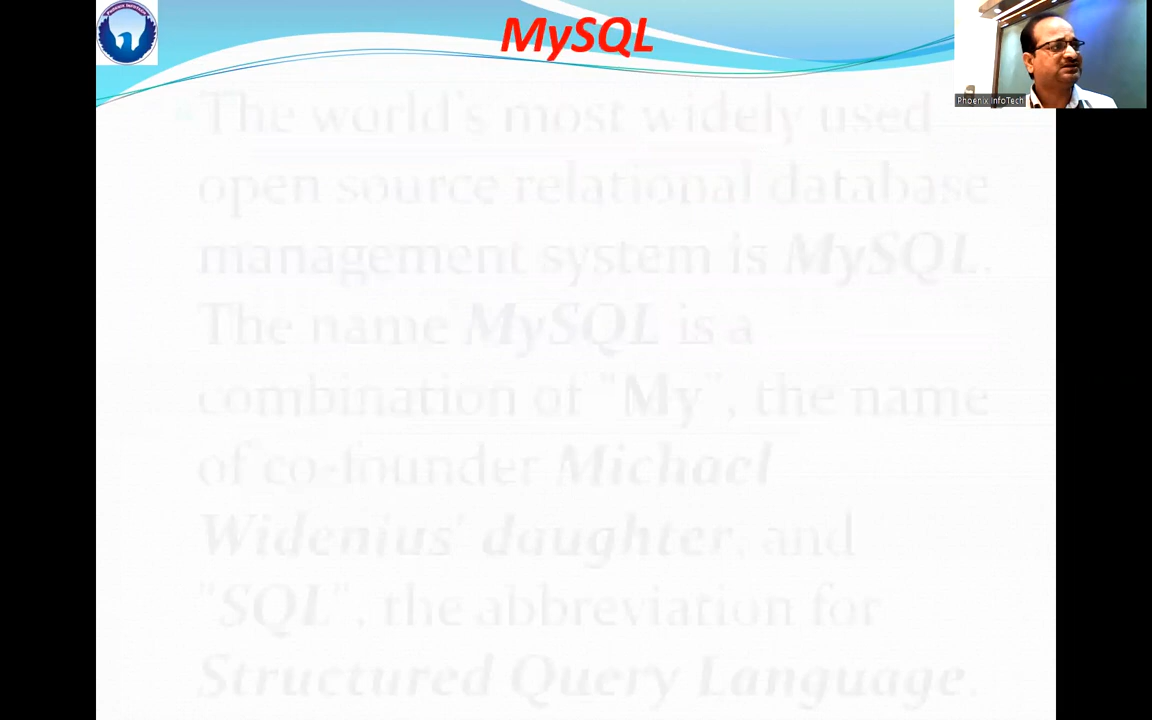 MySQL
Phoenix InfoTech
Phoenix InfoTech
The world's most widely used
open source relational database
management system is MySQL.
The name MySQL is a
combination of "My", the name
of co-founder Michael
Widenius' daughter, and
"SQL", the abbreviation for
Structured Query Language.